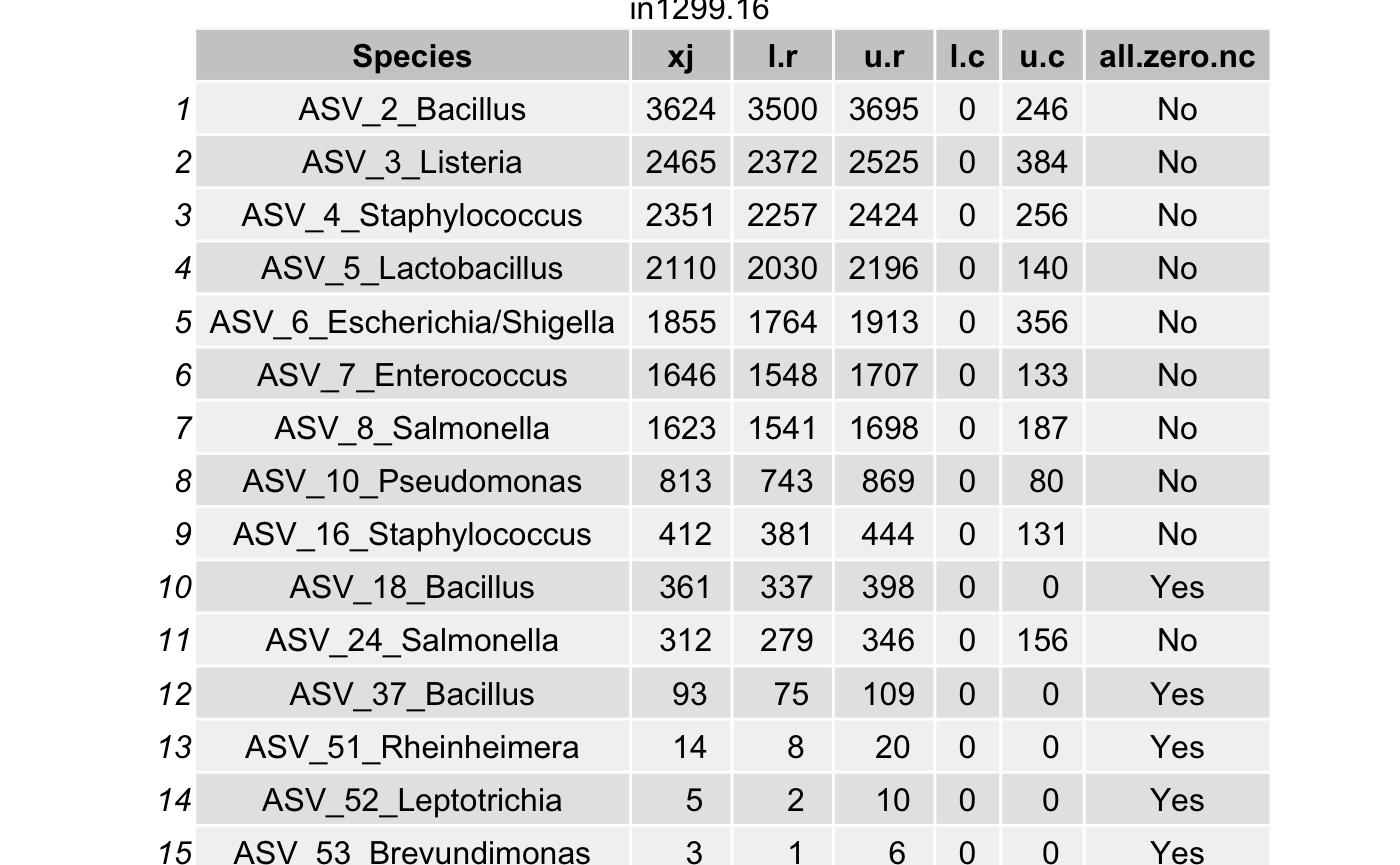 in1299.16
Species xj l.r u.r l.c u.c all.zero.nc
1 ASV_2_Bacillus 3624 3500 3695 0 246 No
2 ASV_3_Listeria 2465 2372 2525 0 384 No
3 ASV_4_Staphylococcus 2351 2257 2424 0 256 No
4 ASV_5_Lactobacillus 2110 2030 2196 0 140 No
5 ASV_6_Escherichia/Shigella 1855 1764 1913 0 356 No
6 ASV_7_Enterococcus 1646 1548 1707 0 133 No
7 ASV_8_Salmonella 1623 1541 1698 0 187 No
8 ASV_10_Pseudomonas 813 743 869 0 80 No
9 ASV_16_Staphylococcus 412 381 444 0 131 No
10 ASV_18_Bacillus 361 337 398 0 0 Yes
11 ASV_24_Salmonella 312 279 346 0 156 No
12 ASV_37_Bacillus 93 75 109 0 0 Yes
13 ASV_51_Rheinheimera 14 8 20 0 0 Yes
14 ASV_52_Leptotrichia 5 2 10 0 0 Yes
15 ASV_53_Brevundimonas 3 1 6 0 0 Yes